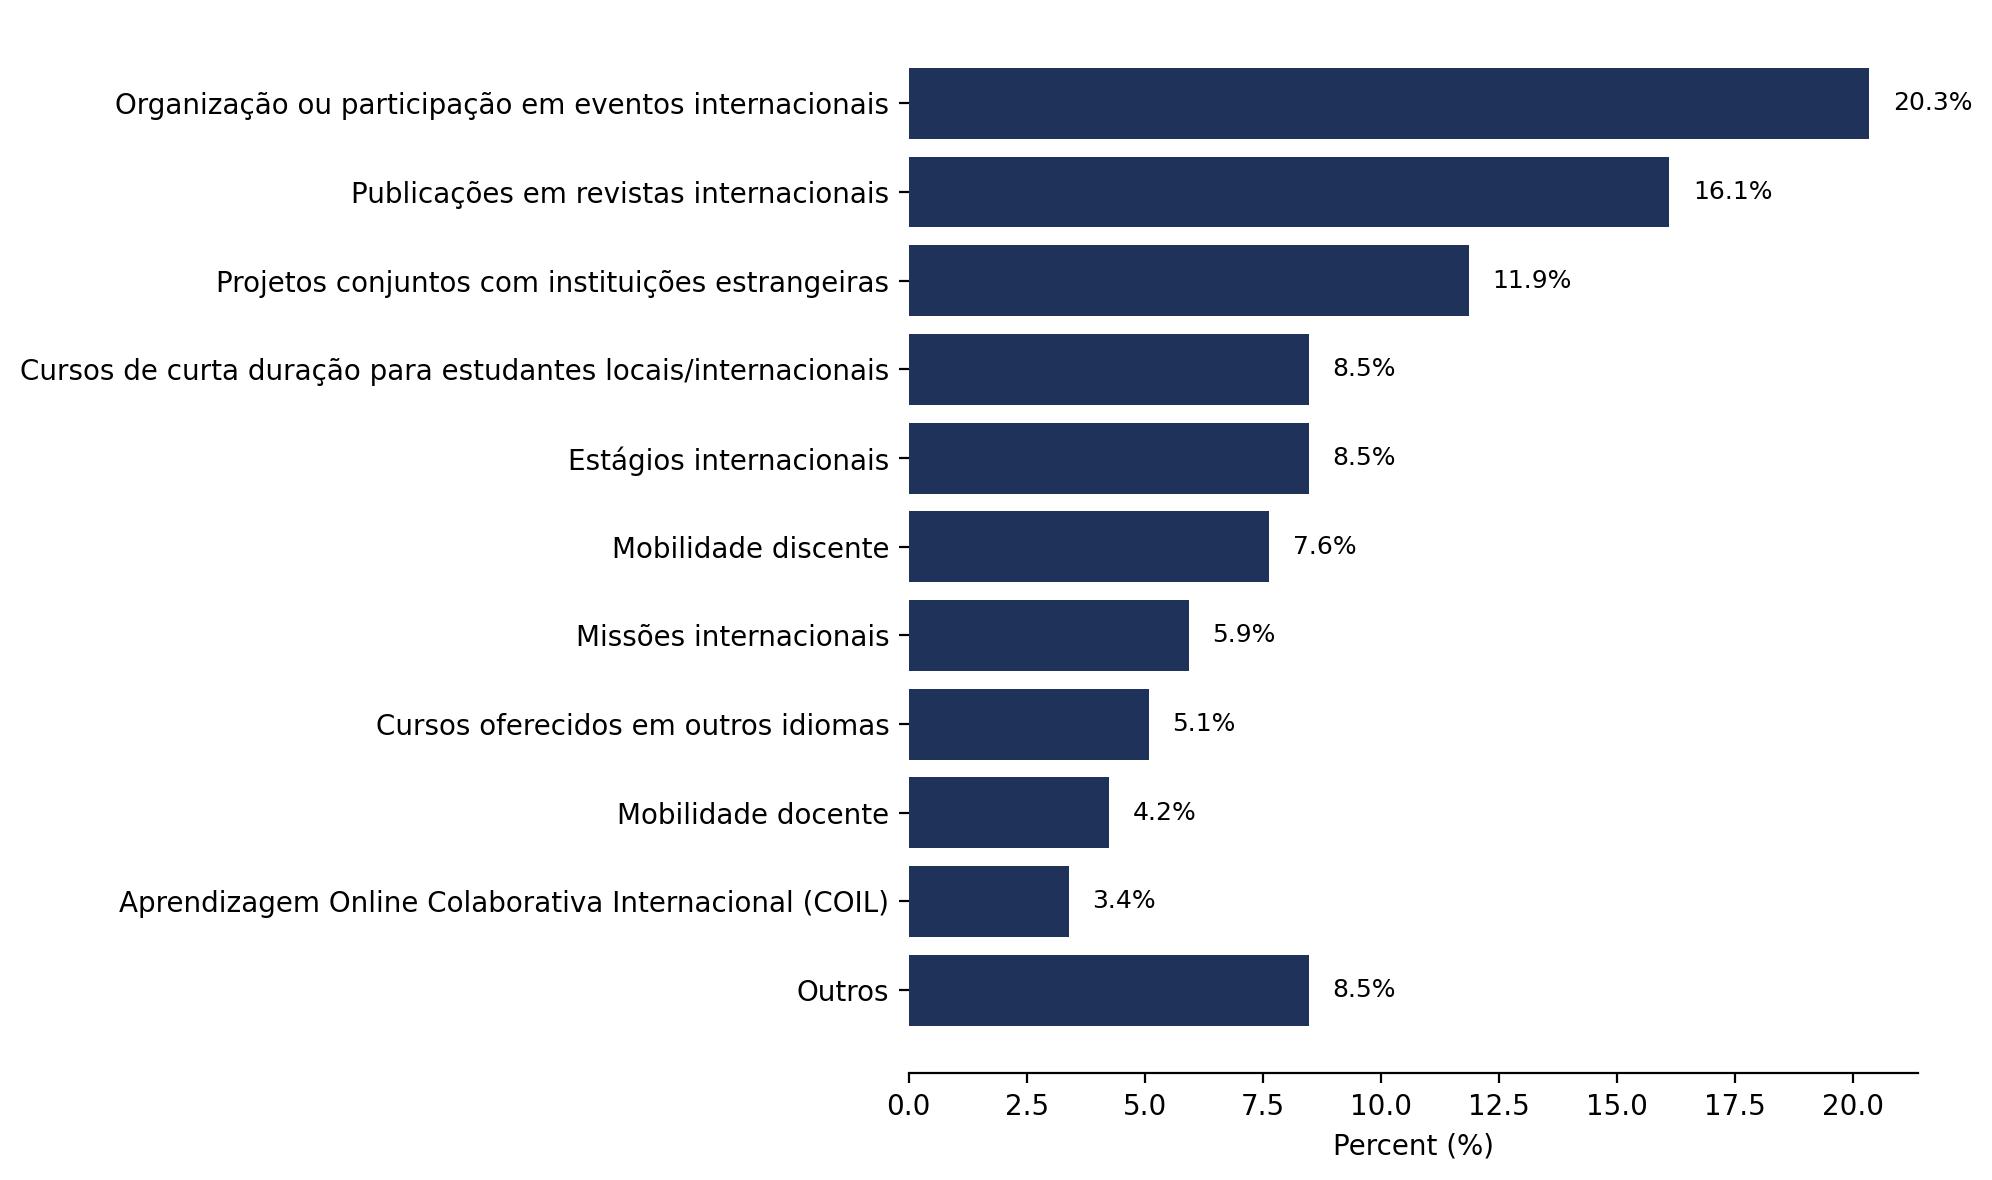 Organização ou participação em eventos internacionais 20.3%
Publicações em revistas internacionais 16.1%
Projetos conjuntos com instituições estrangeiras 11.9%
Cursos de curta duração para estudantes locais/internacionais 8.5%
Estágios internacionais 8.5%
Mobilidade discente 7.6%
Missões internacionais 5.9%
Cursos oferecidos em outros idiomas 5.1%
Mobilidade docente 4.2%
Aprendizagem Online Colaborativa Internacional (COIL) 3.4%
Outros 8.5%
0.0 2.5 5.0 7.5 10.0 12.5 15.0 17.5 20.0
Percent (%)